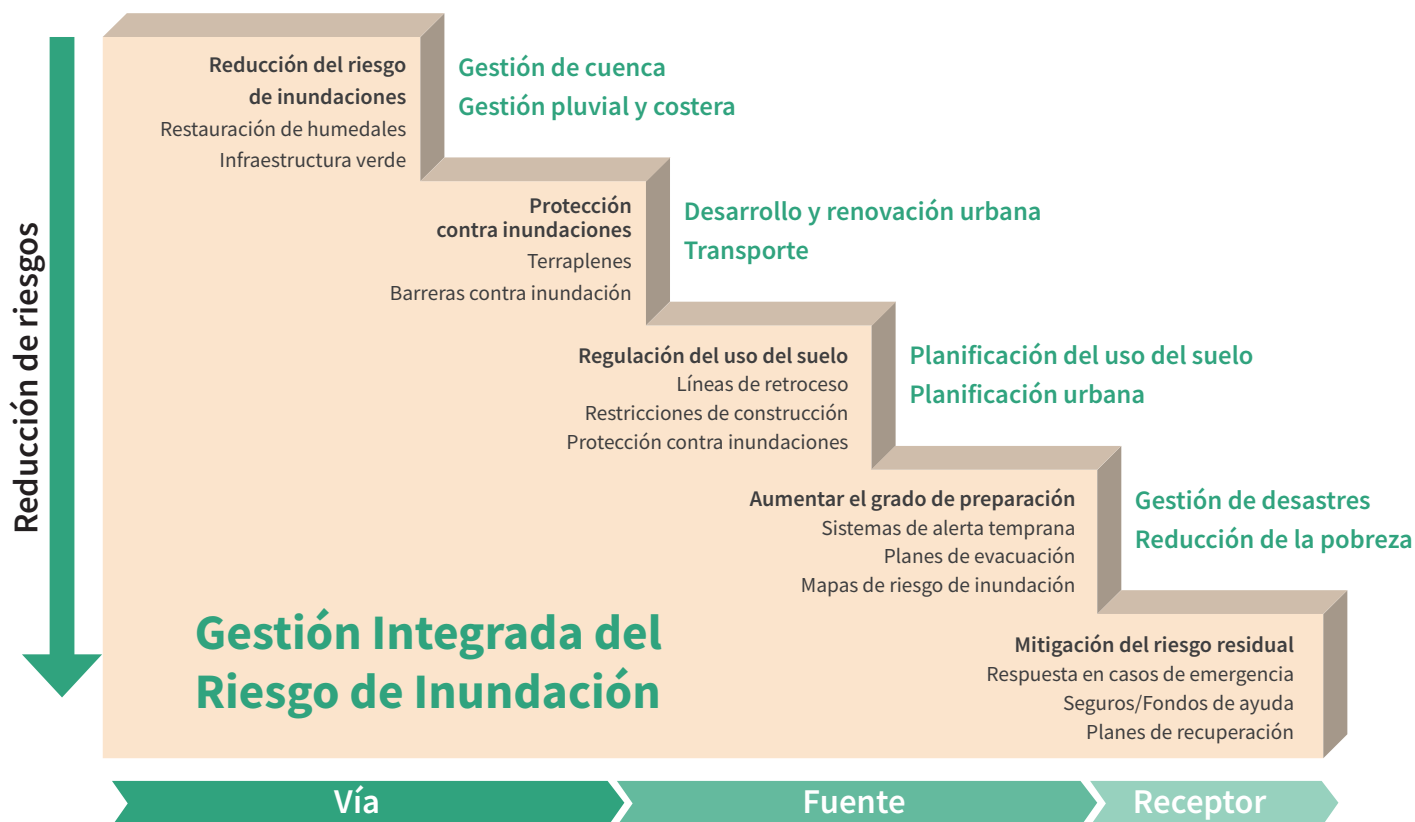 Reducción de riesgos
Reducción del riesgo
de inundaciones
Restauración de humedales
Infraestructura verde
Gestión de cuenca
Gestión pluvial y costera
Protección
contra inundaciones
Terraplenes
Barreras contra inundación
Desarrollo y renovación urbana
Transporte
Regulación del uso del suelo
Líneas de retroceso
Restricciones de construcción
Protección contra inundaciones
Planificación del uso del suelo
Planificación urbana
Aumentar el grado de preparación
Sistemas de alerta temprana
Planes de evacuación
Mapas de riesgo de inundación
Gestión de desastres
Reducción de la pobreza
Mitigación del riesgo residual
Respuesta en casos de emergencia
Seguros/Fondos de ayuda
Planes de recuperación
Gestión Integrada del
Riesgo de Inundación
Vía
Fuente
Receptor